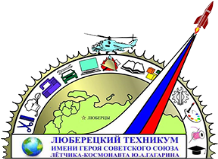 ☆ ЛЮБЕРЦЫ
ЛЮБЕРЕЦКИЙ ТЕХНИКУМ
ИМЕНИ ГЕРОЯ СОВЕТСКОГО СОЮЗА
ЛЁТЧИКА-КОСМОНАВТА Ю.А.ГАГАРИНА